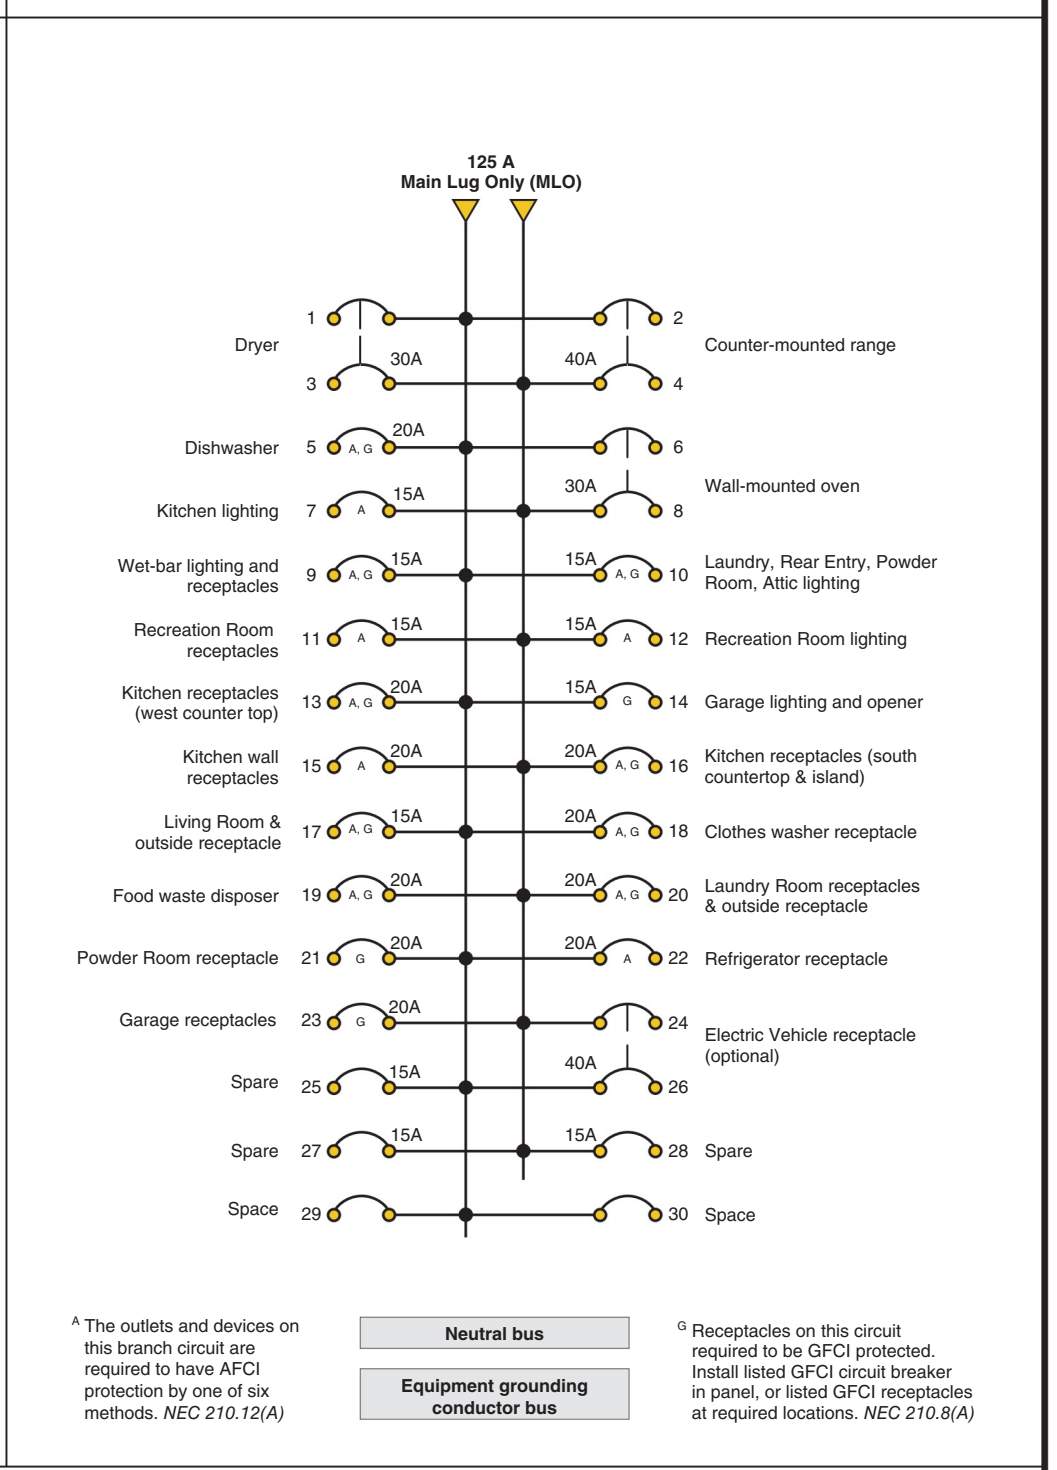 125 A
Main Lug Only (MLO)
1
2
Dryer
Counter-mounted range
30A
40A
3
4
20A
Dishwasher
5
A, G
6
15A
30A
Wall-mounted oven
Kitchen lighting
7
A
8
Wet-bar lighting and
receptacles
9
A, G
15A
15A
A, G
10
Laundry, Rear Entry, Powder
Room, Attic lighting
Recreation Room
receptacles
11
A
15A
15A
A
12
Recreation Room lighting
Kitchen receptacles
(west counter top)
13
A, G
20A
15A
G
14
Garage lighting and opener
Kitchen wall
receptacles
15
A
20A
20A
A, G
16
Kitchen receptacles (south
countertop & island)
Living Room &
outside receptacle
17
A, G
15A
20A
A, G
18
Clothes washer receptacle
Food waste disposer
19
A, G
20A
20A
A, G
20
Laundry Room receptacles
& outside receptacle
Powder Room receptacle
21
G
20A
20A
A
22
Refrigerator receptacle
Garage receptacles
23
G
20A
24
Electric Vehicle receptacle
(optional)
Spare
25
15A
40A
26
Spare
27
15A
15A
28
Spare
Space
29
30
Space
A The outlets and devices on
this branch circuit are
required to have AFCI
protection by one of six
methods. NEC 210.12(A)
Neutral bus
Equipment grounding
conductor bus
G Receptacles on this circuit
required to be GFCI protected.
Install listed GFCI circuit breaker
in panel, or listed GFCI receptacles
at required locations. NEC 210.8(A)